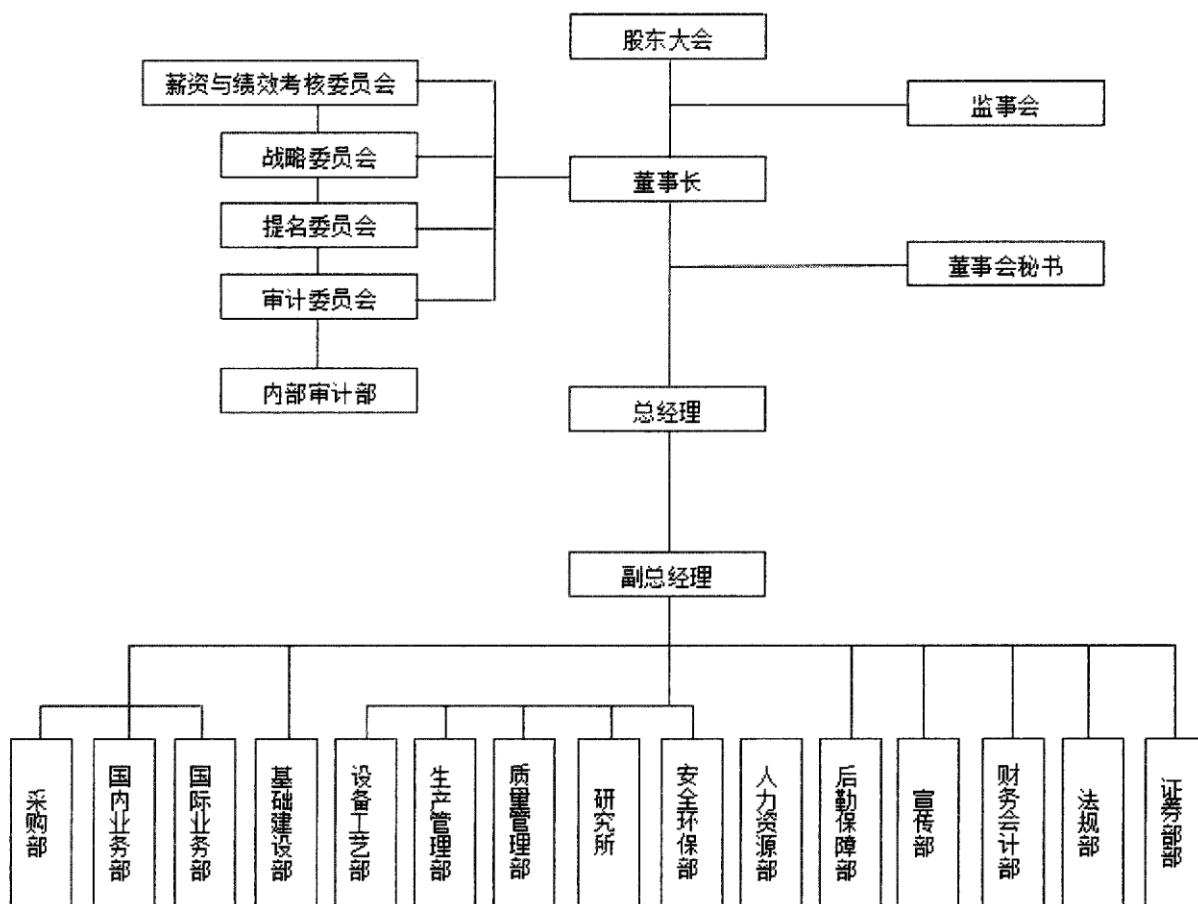 股东大会
薪资与绩效考核委员会
监事会
战略委员会
董事长
提名委员会
董事会秘书
审计委员会
内部审计部
总经理
副总经理
采购部
国内业务部
国际业务部
基础建设部
设备工艺部
生产管理部
质量管理部
研究所
安全环保部
人力资源部
后勤保障部
宣传部
财务会计部
法规部
证券部部